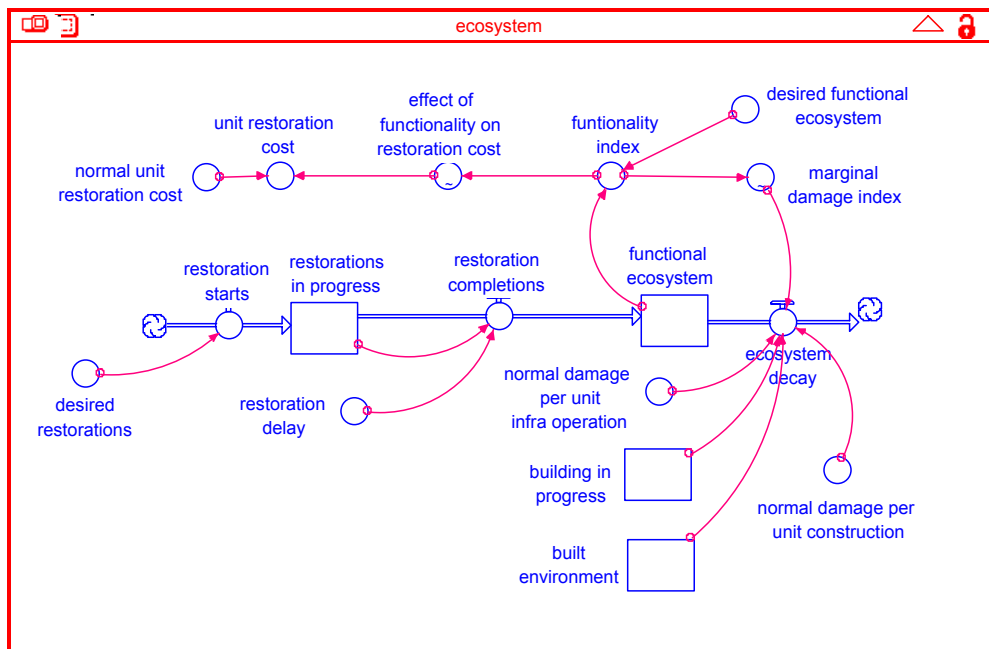 ecosystem
desired functional
ecosystem
effect of
functionality on
restoration cost
unit restoration
cost
funtionality
index
normal unit
restoration cost
marginal
damage index
~
~
restoration
starts
restorations
in progress
restoration
completions
functional
ecosystem
ecosystem
decay
desired
restorations
restoration
delay
normal damage
per unit
infra operation
building in
progress
normal damage per
unit construction
built
environment